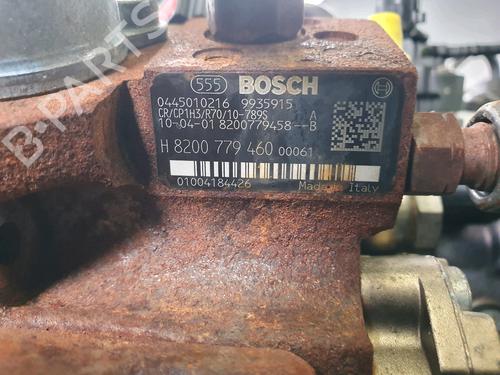 555 BOSCH
0445010216 9935915
CR/CP1H3/R70/10-789S A
10-04-01 8200779458--B
H 8200 779 460 00061
01004184426 Made in Italy
B-Parts